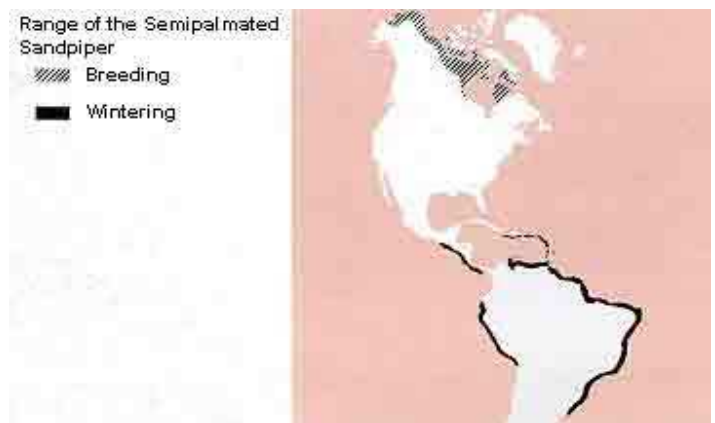 Range of the Semipalmated
Sandpiper
Breeding
Wintering